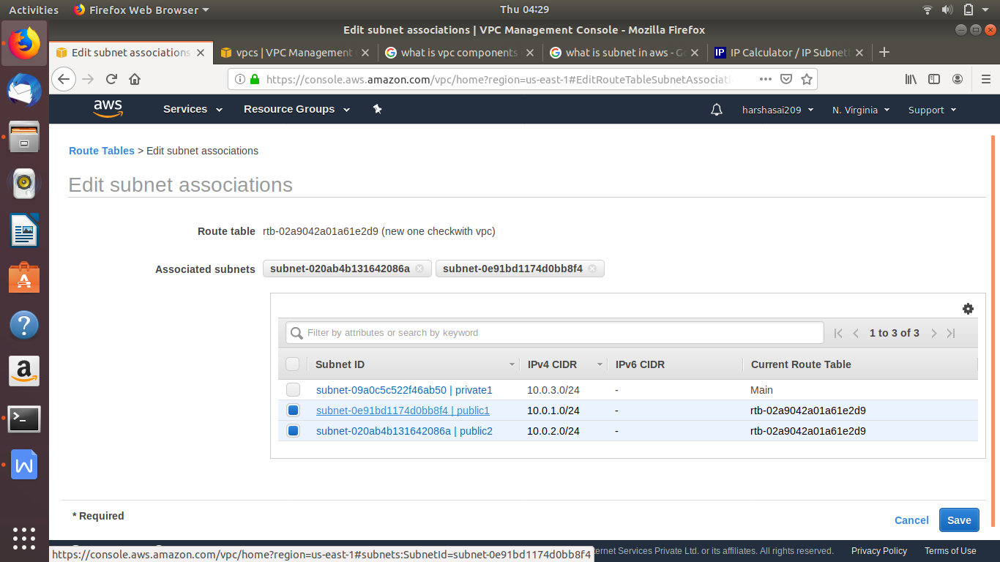 Activities Firefox Web Browser Thu 04:29
Edit subnet associations | VPC Management Console - Mozilla Firefox
Edit subnet associations vpcs | VPC Management what is vpc components what is subnet in aws - Go IP IP Calculator / IP Subnett
https://console.aws.amazon.com/vpc/home?region=us-east-1#EditRouteTableSubnetAssociati
aws Services Resource Groups harshasai209 N. Virginia Support
Route Tables > Edit subnet associations
Edit subnet associations
Route table rtb-02a9042a01a61e2d9 (new one checkwith vpc)
Associated subnets subnet-020ab4b131642086a subnet-0e91bd1174d0bb8f4
Filter by attributes or search by keyword 1 to 3 of 3
Subnet ID IPv4 CIDR IPv6 CIDR Current Route Table
subnet-09a0c5c522f46ab50 | private1 10.0.3.0/24 - Main
subnet-0e91bd1174d0bb8f4 | public1 10.0.1.0/24 - rtb-02a9042a01a61e2d9
subnet-020ab4b131642086a | public2 10.0.2.0/24 - rtb-02a9042a01a61e2d9
* Required Cancel Save
https://console.aws.amazon.com/vpc/home?region=us-east-1#subnets:SubnetId=subnet-0e91bd1174d0bb8f4 ternet Services Private Ltd. or its affiliates. All rights reserved. Privacy Policy Terms of Use